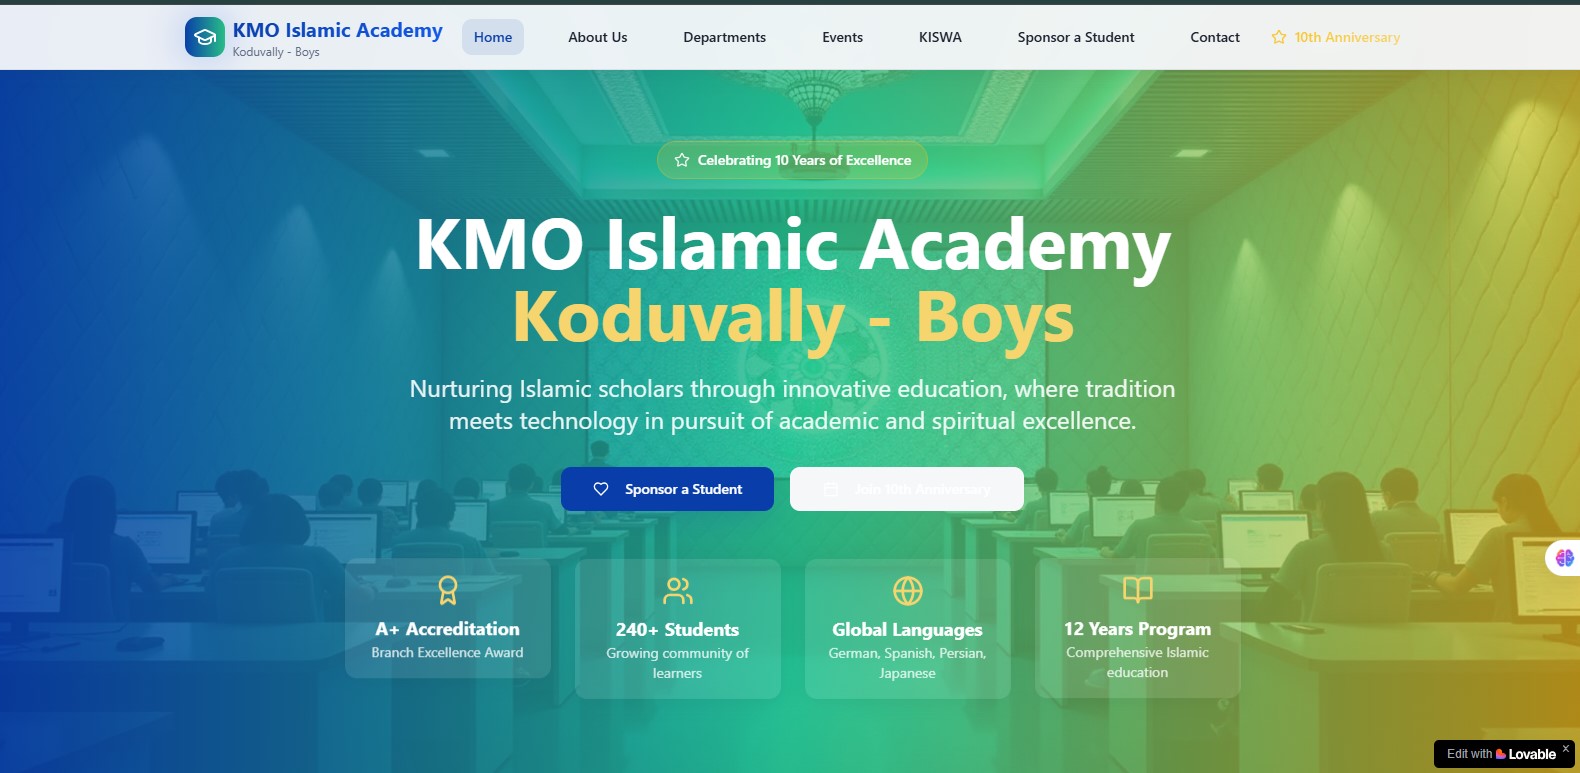 KMO Islamic Academy
Koduvally - Boys
Home
About Us
Departments
Events
KISWA
Sponsor a Student
Contact
10th Anniversary
Celebrating 10 Years of Excellence
KMO Islamic Academy
Koduvally - Boys
Nurturing Islamic scholars through innovative education, where tradition
meets technology in pursuit of academic and spiritual excellence.
Sponsor a Student
Join 10th Anniversary
A+ Accreditation
Branch Excellence Award
240+ Students
Growing community of
learners
Global Languages
German, Spanish, Persian,
Japanese
12 Years Program
Comprehensive Islamic
education
Edit with Lovable